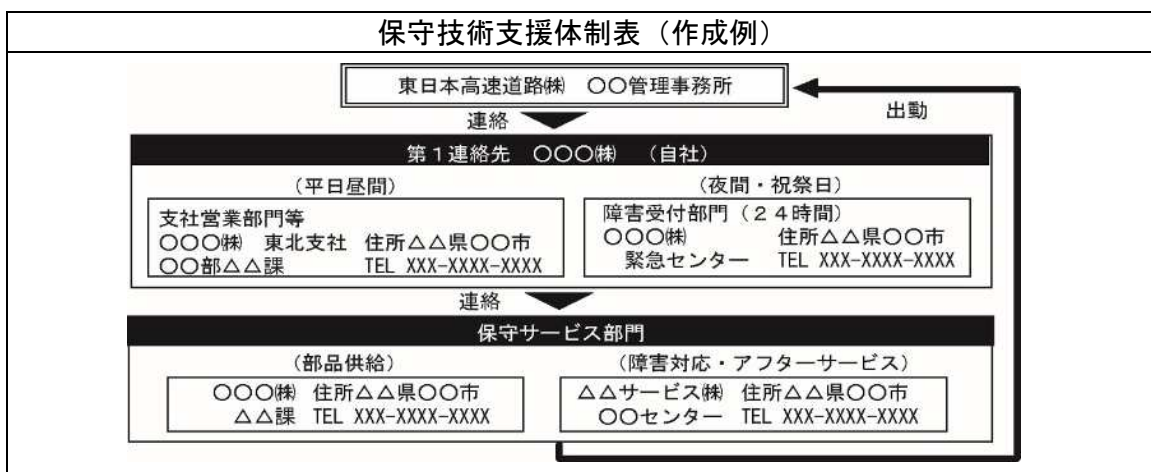 保守技術支援体制表（作成例）
東日本高速道路㈱　〇〇管理事務所
出動
連絡
第１連絡先　〇〇〇㈱　（自社）
（平日昼間）
支社営業部門等
〇〇〇㈱　東北支社　住所△△県〇〇市
〇〇部△△課　TEL XXX-XXXX-XXXX
（夜間・祝祭日）
障害受付部門（２４時間）
〇〇〇㈱　住所△△県〇〇市
緊急センター　TEL XXX-XXXX-XXXX
連絡
保守サービス部門
（部品供給）
〇〇〇㈱　住所△△県〇〇市
△△課　TEL XXX-XXXX-XXXX
（障害対応・アフターサービス）
△△サービス㈱　住所△△県〇〇市
〇〇センター　TEL XXX-XXXX-XXXX